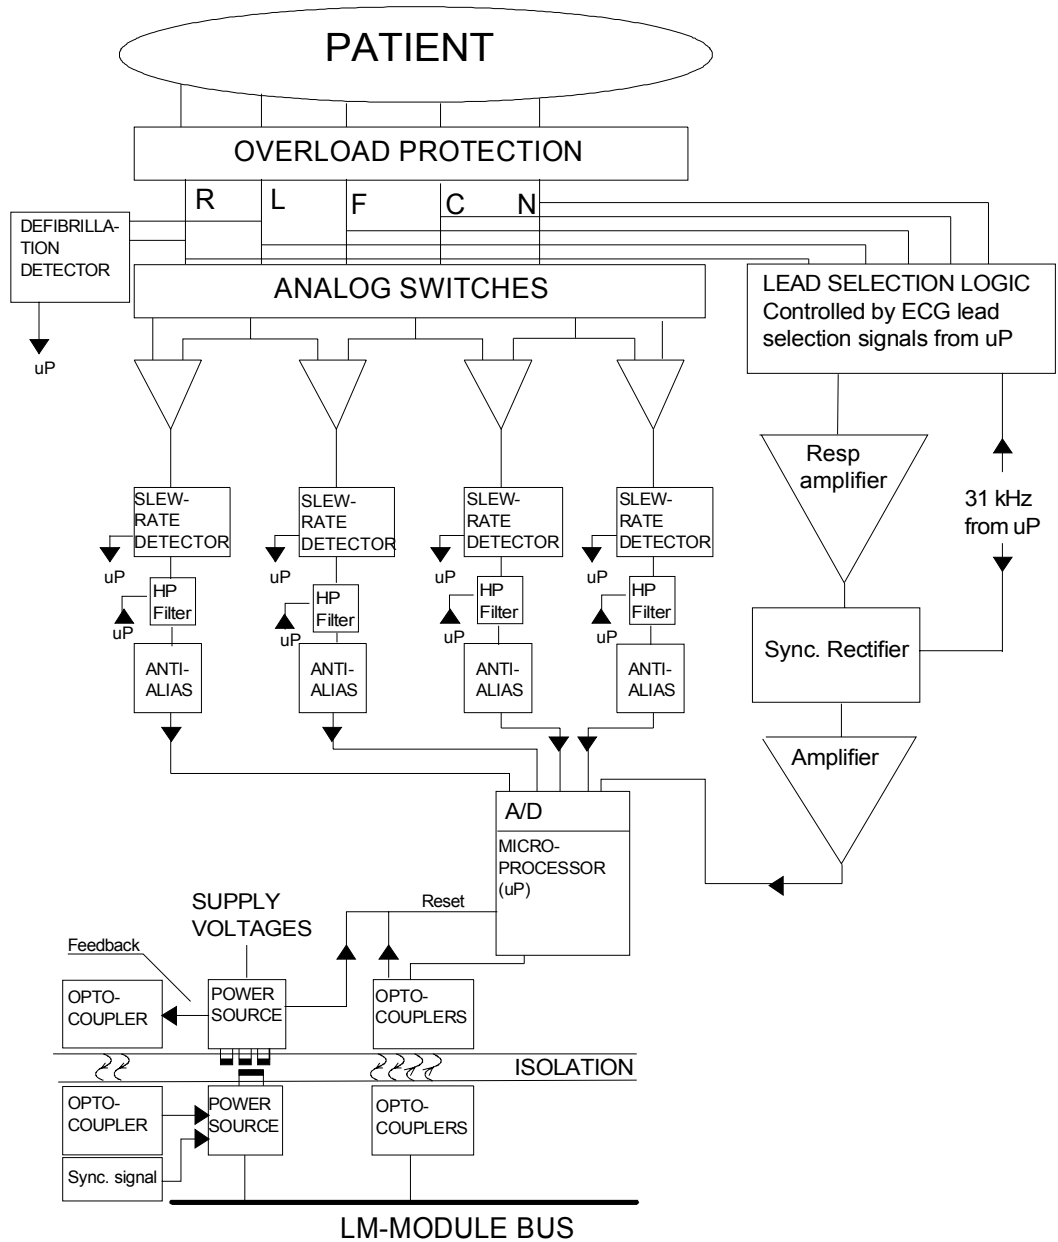 PATIENT
OVERLOAD PROTECTION
R L F C N
DEFIBRILLA-
TION
DETECTOR
uP
ANALOG SWITCHES
LEAD SELECTION LOGIC
Controlled by ECG lead
selection signals from uP
Resp
amplifier
31 kHz
from uP
SLEW-
RATE
DETECTOR
uP
SLEW-
RATE
DETECTOR
uP
SLEW-
RATE
DETECTOR
uP
SLEW-
RATE
DETECTOR
uP
HP
Filter
uP
HP
Filter
uP
HP
Filter
uP
HP
Filter
uP
ANTI-
ALIAS
ANTI-
ALIAS
ANTI-
ALIAS
ANTI-
ALIAS
Sync. Rectifier
Amplifier
A/D
MICRO-
PROCESSOR
(uP)
Reset
SUPPLY
VOLTAGES
Feedback
OPTO-
COUPLER
POWER
SOURCE
OPTO-
COUPLERS
ISOLATION
OPTO-
COUPLER
POWER
SOURCE
OPTO-
COUPLERS
Sync. signal
LM-MODULE BUS